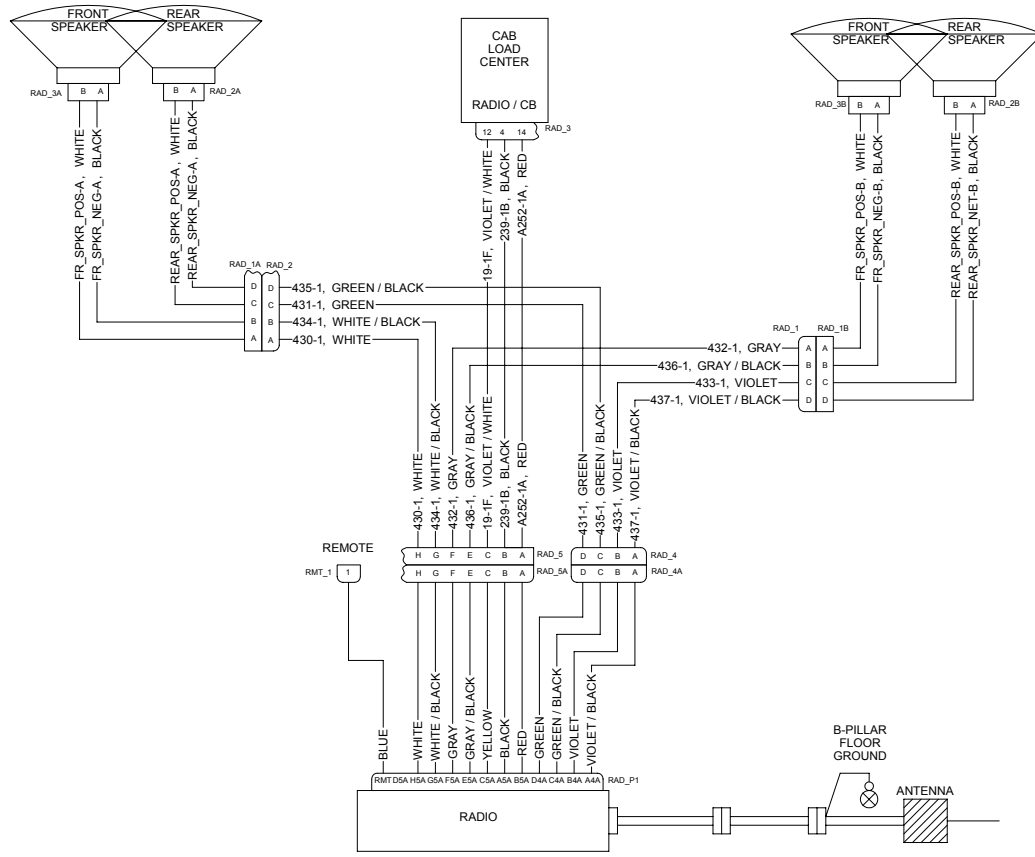 FRONT SPEAKER
REAR SPEAKER
RAD_3A
B A
B A
RAD_2A
CAB LOAD CENTER
RADIO / CB
12 4 14
RAD_3
FRONT SPEAKER
REAR SPEAKER
RAD_3B
B A
B A
RAD_2B
FR_SPKR_POS-A, WHITE
FR_SPKR_NEG-A, BLACK
REAR_SPKR_POS-A, WHITE
REAR_SPKR_NEG-A, BLACK
19-1F, VIOLET / WHITE
239-1B, BLACK
A252-1A, RED
FR_SPKR_POS-B, WHITE
FR_SPKR_NEG-B, BLACK
REAR_SPKR_POS-B, WHITE
REAR_SPKR_NET-B, BLACK
RAD_1A
RAD_2
D D
435-1, GREEN / BLACK
C C
431-1, GREEN
B B
434-1, WHITE / BLACK
A A
430-1, WHITE
RAD_1
RAD_1B
432-1, GRAY
A A
436-1, GRAY / BLACK
B B
433-1, VIOLET
C C
437-1, VIOLET / BLACK
D D
430-1, WHITE
434-1, WHITE / BLACK
432-1, GRAY
436-1, GRAY / BLACK
19-1F, VIOLET / WHITE
239-1B, BLACK
A252-1A, RED
431-1, GREEN
435-1, GREEN / BLACK
433-1, VIOLET
437-1, VIOLET / BLACK
REMOTE
RMT_1
1
H G F E C B A
RAD_5
H G F E C B A
RAD_5A
D C B A
RAD_4
D C B A
RAD_4A
BLUE
WHITE
WHITE / BLACK
GRAY
GRAY / BLACK
YELLOW
BLACK
RED
GREEN
GREEN / BLACK
VIOLET
VIOLET / BLACK
RMT D5A H5A G5A F5A E5A C5A A5A B5A D4A C4A B4A A4A
RAD_P1
RADIO
B-PILLAR FLOOR GROUND
ANTENNA